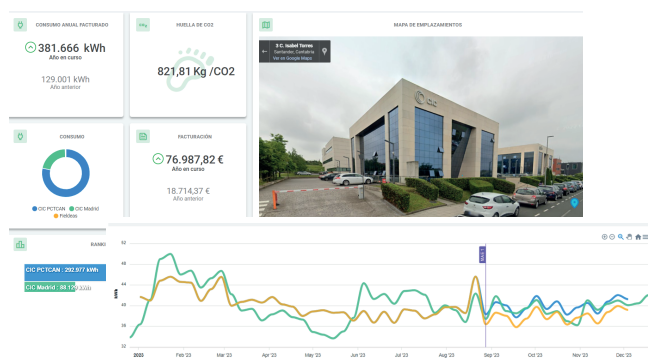 CONSUMO ANUAL FACTURADO
381.666 kWh
Año en curso
129.001 kWh
Año anterior
HUELLA DE CO2
821,81 Kg /CO2
MAPA DE EMPLAZAMIENTOS
3 C. Isabel Torres
Santander, Cantabria
Ver en Google Maps
CIC
CONSUMO
CIC PCTCAN
CIC Madrid
Fieldeas
FACTURACIÓN
76.987,82 €
Año en curso
18.714,37 €
Año anterior
RANKI
CIC PCTCAN : 292.977 kWh
CIC Madrid : 88.129 kWh
52
48
44
40
36
32
2023
Feb '23
Mar '23
Apr '23
May '23
Jun '23
Jul '23
Aug '23
Sep '23
Oct '23
Nov '23
Dec '23